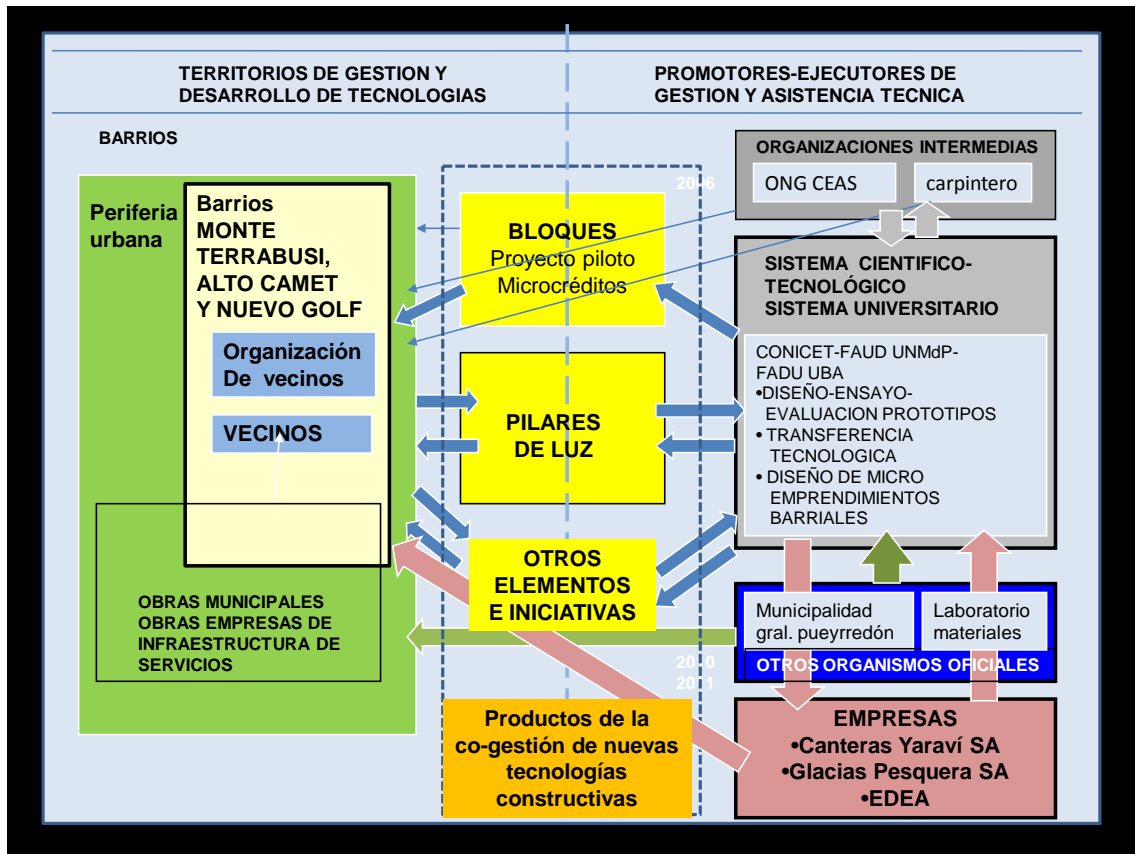 TERRITORIOS DE GESTION Y
DESARROLLO DE TECNOLOGIAS
PROMOTORES-EJECUTORES DE
GESTION Y ASISTENCIA TECNICA
BARRIOS
Periferia
urbana
Barrios
MONTE
TERRABUSI,
ALTO CAMET
Y NUEVO GOLF
Organización
De vecinos
VECINOS
OBRAS MUNICIPALES
OBRAS EMPRESAS DE
INFRAESTRUCTURA DE
SERVICIOS
2006
BLOQUES
Proyecto piloto
Microcréditos
PILARES
DE LUZ
OTROS
ELEMENTOS
E INICIATIVAS
2010
2011
Productos de la
co-gestión de nuevas
tecnologías
constructivas
ORGANIZACIONES INTERMEDIAS
ONG CEAS
carpintero
SISTEMA CIENTIFICO-
TECNOLÓGICO
SISTEMA UNIVERSITARIO
CONICET-FAUD UNMdP-
FADU UBA
•DISEÑO-ENSAYO-
EVALUACION PROTOTIPOS
• TRANSFERENCIA
TECNOLOGICA
• DISEÑO DE MICRO
EMPRENDIMIENTOS
BARRIALES
Municipalidad
gral. pueyrredón
Laboratorio
materiales
OTROS ORGANISMOS OFICIALES
EMPRESAS
•Canteras Yaraví SA
•Glacias Pesquera SA
•EDEA